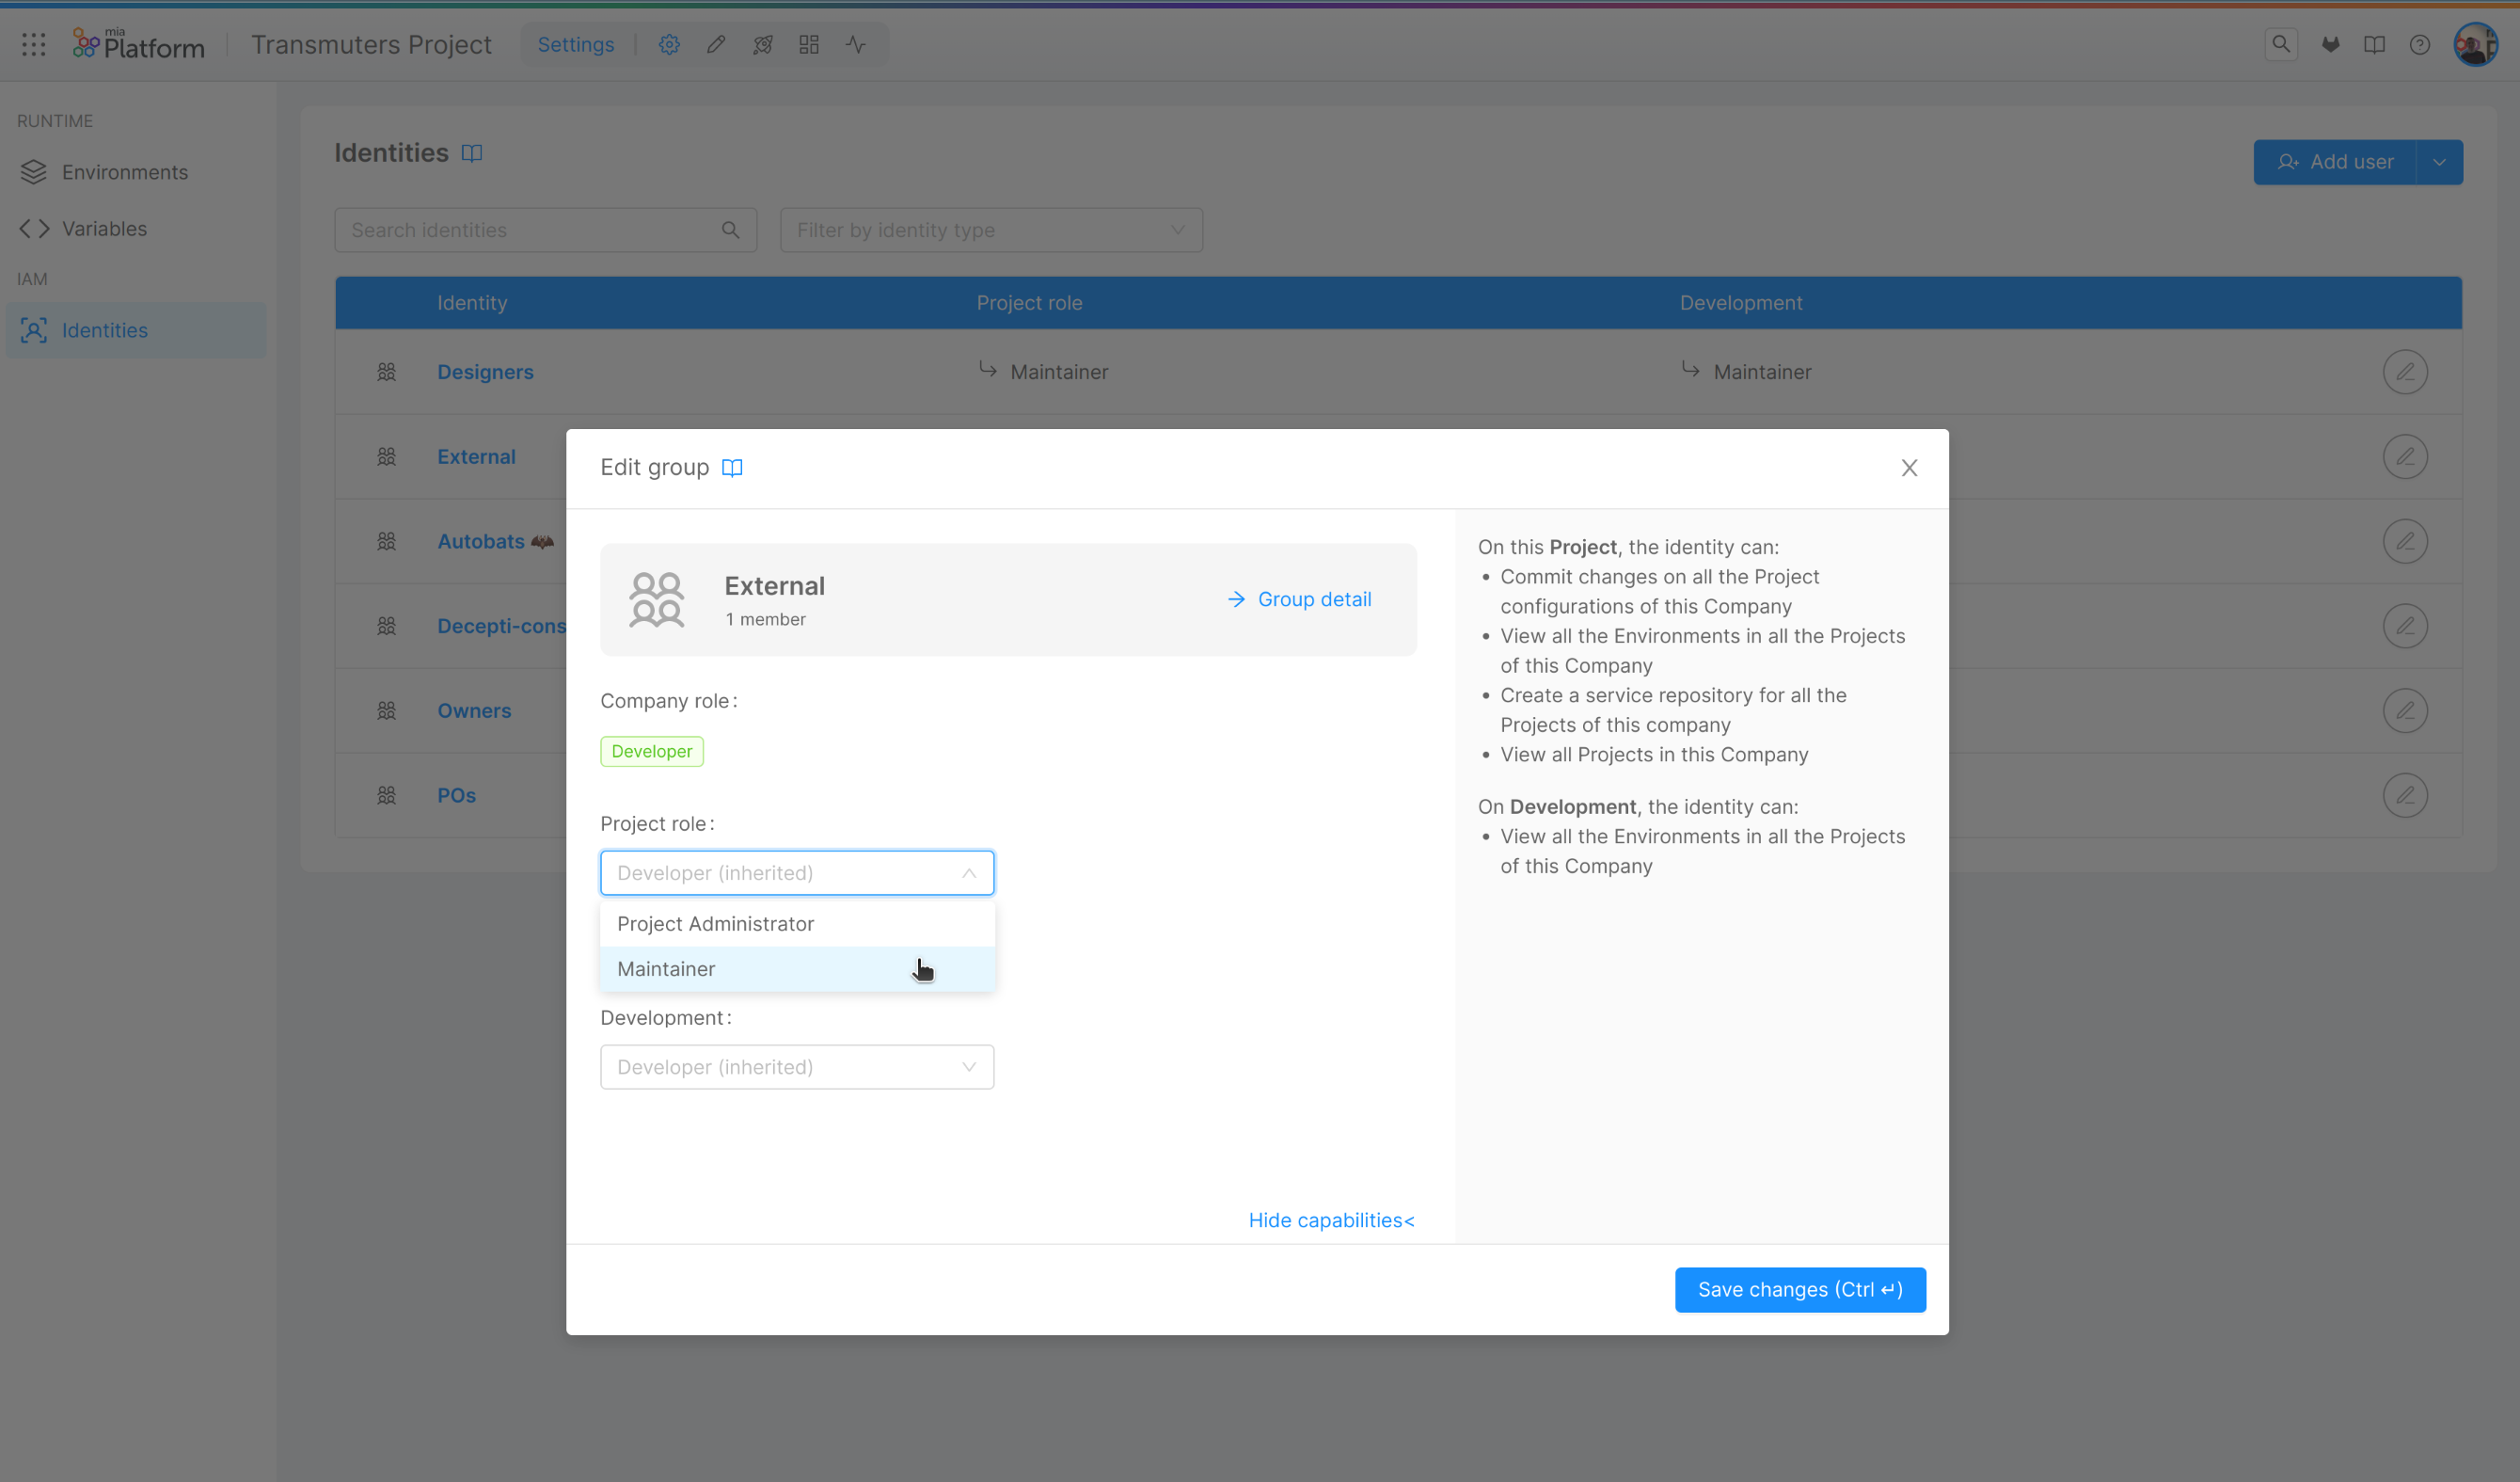 mia
Platform
Transmuters Project
Settings
RUNTIME
Environments
Variables
IAM
Identities
Identities
Add user
Search identities
Filter by identity type
Identity Project role Development
Designers Maintainer Maintainer
External
Autobats
Decepti-cons
Owners
POs
Edit group
External
1 member
Group detail
Company role:
Developer
Project role:
Developer (inherited)
Project Administrator
Maintainer
Development:
Developer (inherited)
Hide capabilities<
On this Project, the identity can:
• Commit changes on all the Project
configurations of this Company
• View all the Environments in all the Projects
of this Company
• Create a service repository for all the
Projects of this company
• View all Projects in this Company
On Development, the identity can:
• View all the Environments in all the Projects
of this Company
Save changes (Ctrl ↵)